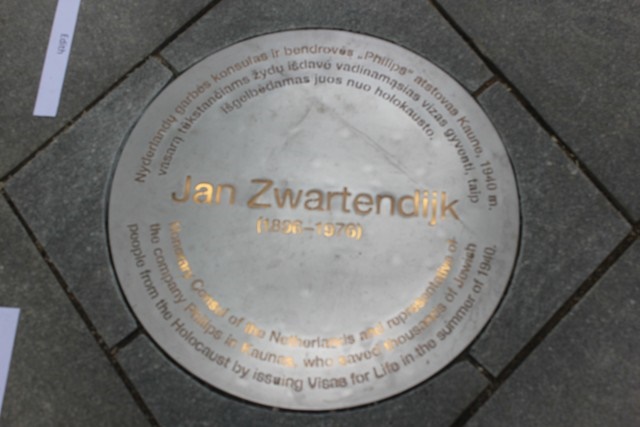 Nyderlandų garbės konsulas ir bendrovės „Philips“ atstovas Kaune, 1940 m.
vasarą tūkstančiams žydų išdavė vadinamąsias vizas gyventi, taip
išgelbėdamas juos nuo holokausto.
Jan Zwartendijk
(1896–1976)
Honorary Consul of the Netherlands and representative of
the company Philips in Kaunas, who saved thousands of Jewish
people from the Holocaust by issuing Visas for Life in the summer of 1940.